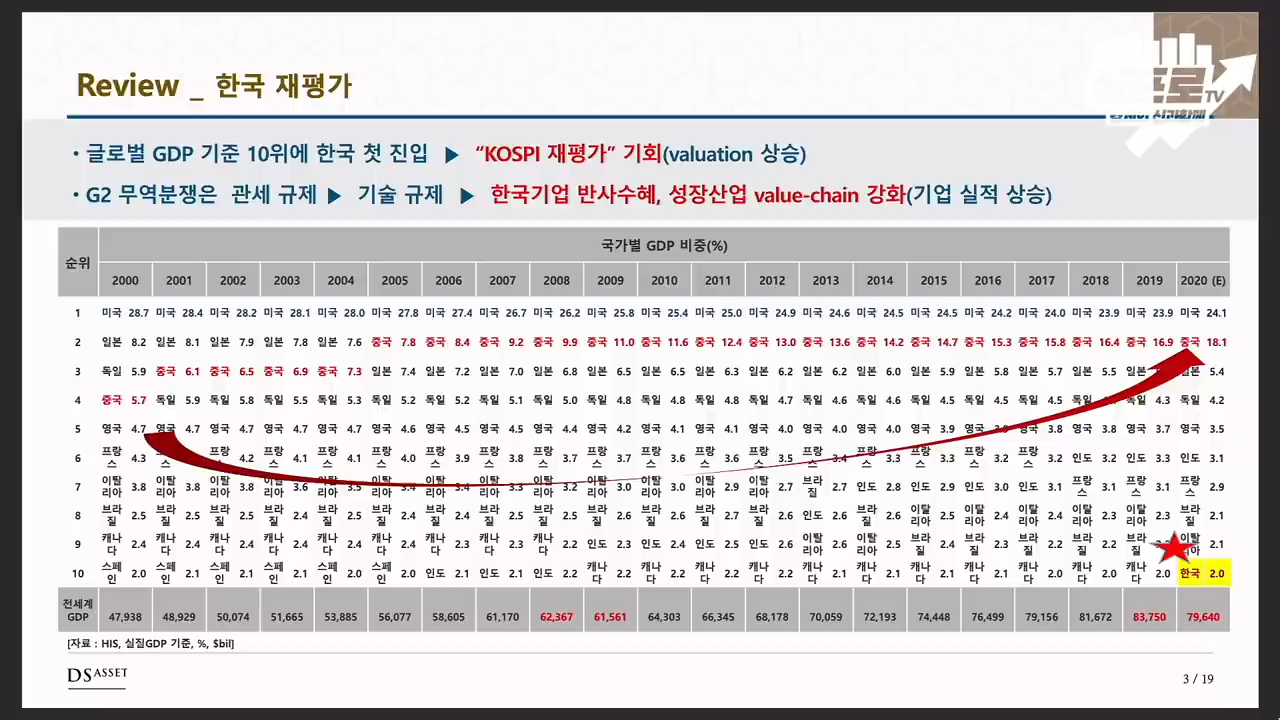 Review _ 한국 재평가
TV
• 글로벌 GDP 기준 10위에 한국 첫 진입 ▶ “KOSPI 재평가” 기회(valuation 상승)
• G2 무역분쟁은 관세 규제 ▶ 기술 규제 ▶ 한국기업 반사수혜, 성장산업 value-chain 강화(기업 실적 상승)
순위 국가별 GDP 비중(%)
2000 2001 2002 2003 2004 2005 2006 2007 2008 2009 2010 2011 2012 2013 2014 2015 2016 2017 2018 2019 2020 (E)
1 미국 28.7 미국 28.4 미국 28.2 미국 28.1 미국 28.0 미국 27.8 미국 27.4 미국 26.7 미국 26.2 미국 25.8 미국 25.4 미국 25.0 미국 24.9 미국 24.6 미국 24.5 미국 24.5 미국 24.2 미국 24.0 미국 23.9 미국 23.9 미국 24.1
2 일본 8.2 일본 8.1 일본 7.9 일본 7.8 일본 7.6 중국 7.8 중국 8.4 중국 9.2 중국 9.9 중국 11.0 중국 11.6 중국 12.4 중국 13.0 중국 13.6 중국 14.2 중국 14.7 중국 15.3 중국 15.8 중국 16.4 중국 16.9 중국 18.1
3 독일 5.9 중국 6.1 중국 6.5 중국 6.9 중국 7.3 일본 7.4 일본 7.2 일본 7.0 일본 6.8 일본 6.5 일본 6.5 일본 6.3 일본 6.2 일본 6.2 일본 6.0 일본 5.9 일본 5.8 일본 5.7 일본 5.5 일본 5.4
4 중국 5.7 독일 5.9 독일 5.8 독일 5.5 독일 5.3 독일 5.2 독일 5.2 독일 5.1 독일 5.0 독일 4.8 독일 4.8 독일 4.8 독일 4.7 독일 4.6 독일 4.6 독일 4.5 독일 4.5 독일 4.5 독일 독일 4.3 독일 4.2
5 영국 4.7 영국 4.7 영국 4.7 영국 4.7 영국 4.7 영국 4.6 영국 4.5 영국 4.5 영국 4.4 영국 4.2 영국 4.1 영국 4.1 영국 4.0 영국 4.0 영국 4.0 영국 3.9 영국 영국 3.8 영국 3.8 영국 3.7 영국 3.5
6 프랑스 4.3 4.2 프랑스 4.2 프랑스 4.1 프랑스 4.1 프랑스 4.0 프랑스 3.9 프랑스 3.8 프랑스 3.7 프랑스 3.7 프랑스 3.6 프랑스 3.6 프랑스 3.5 프랑스 3.4 프랑스 3.3 프랑스 3.3 프랑스 3.2 프랑스 3.2 인도 3.2 인도 3.3 인도 3.1
7 이탈리아 3.8 이탈리아 3.8 이탈리아 3.8 이탈리아 3.6 이탈리아 3.5 이탈리아 3.4 이탈리아 3.4 이탈리아 3.3 이탈리아 3.2 이탈리아 3.0 이탈리아 3.0 이탈리아 2.9 이탈리아 2.7 브라질 2.7 인도 2.8 인도 2.9 인도 3.0 인도 3.1 프랑스 3.1 프랑스 3.1 프랑스 2.9
8 브라질 2.5 브라질 2.5 브라질 2.5 브라질 2.4 브라질 2.5 브라질 2.4 브라질 2.4 브라질 2.5 브라질 2.5 브라질 2.6 브라질 2.6 브라질 2.7 브라질 2.6 인도 2.6 브라질 2.6 이탈리아 2.5 이탈리아 2.4 이탈리아 2.4 이탈리아 2.3 이탈리아 2.3 브라질 2.1
9 캐나다 2.4 캐나다 2.4 캐나다 2.4 캐나다 2.4 캐나다 2.4 캐나다 2.4 캐나다 2.3 캐나다 2.3 캐나다 2.2 인도 2.3 인도 2.4 인도 2.5 인도 2.6 이탈리아 2.6 이탈리아 2.5 브라질 2.4 브라질 2.3 브라질 2.2 브라질 2.2 브라질 2.1
10 스페인 2.0 스페인 2.1 스페인 2.1 스페인 2.1 스페인 2.0 스페인 2.1 인도 2.0 인도 2.1 인도 2.2 캐나다 2.2 캐나다 2.2 캐나다 2.2 캐나다 2.2 캐나다 2.2 캐나다 2.1 캐나다 2.1 캐나다 2.1 캐나다 2.0 캐나다 2.0 캐나다 2.0 한국 2.0
전세계 GDP 47,938 48,929 50,074 51,665 53,885 56,077 58,605 61,170 62,367 61,561 64,303 66,345 68,178 70,059 72,193 74,448 76,499 79,156 81,672 83,750 79,640
[자료 : HIS, 실질GDP 기준, %, $bil]
DS ASSET
3 / 19